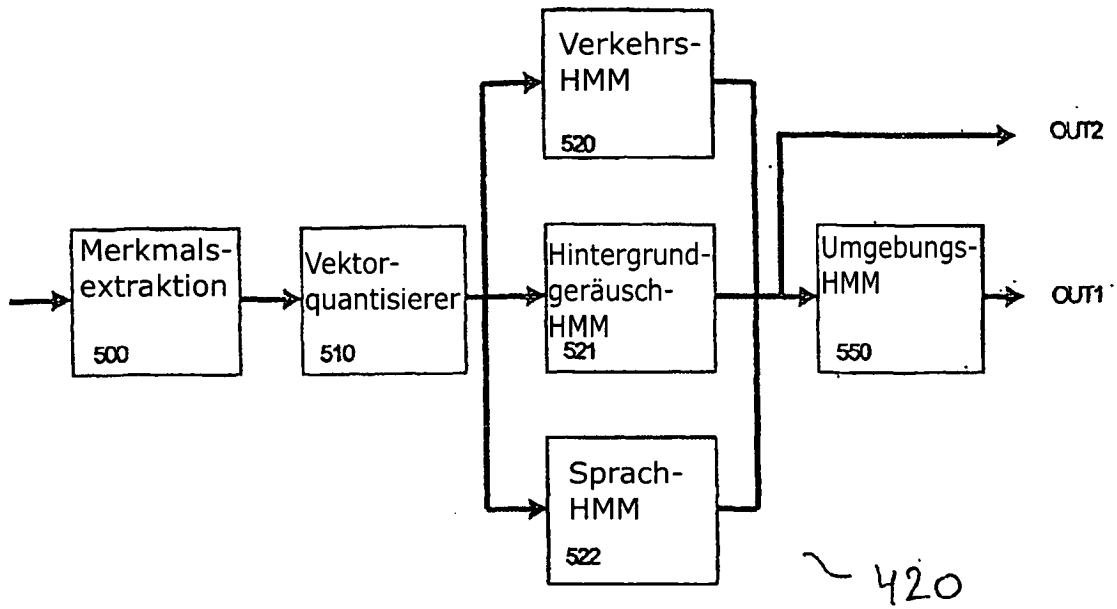 Verkehrs-
HMM
520
OUT2
Merkmals-
extraktion
500
Vektor-
quantisierer
510
Hintergrund-
geräusch-
HMM
521
Umgebungs-
HMM
550
OUT1
Sprach-
HMM
522
420